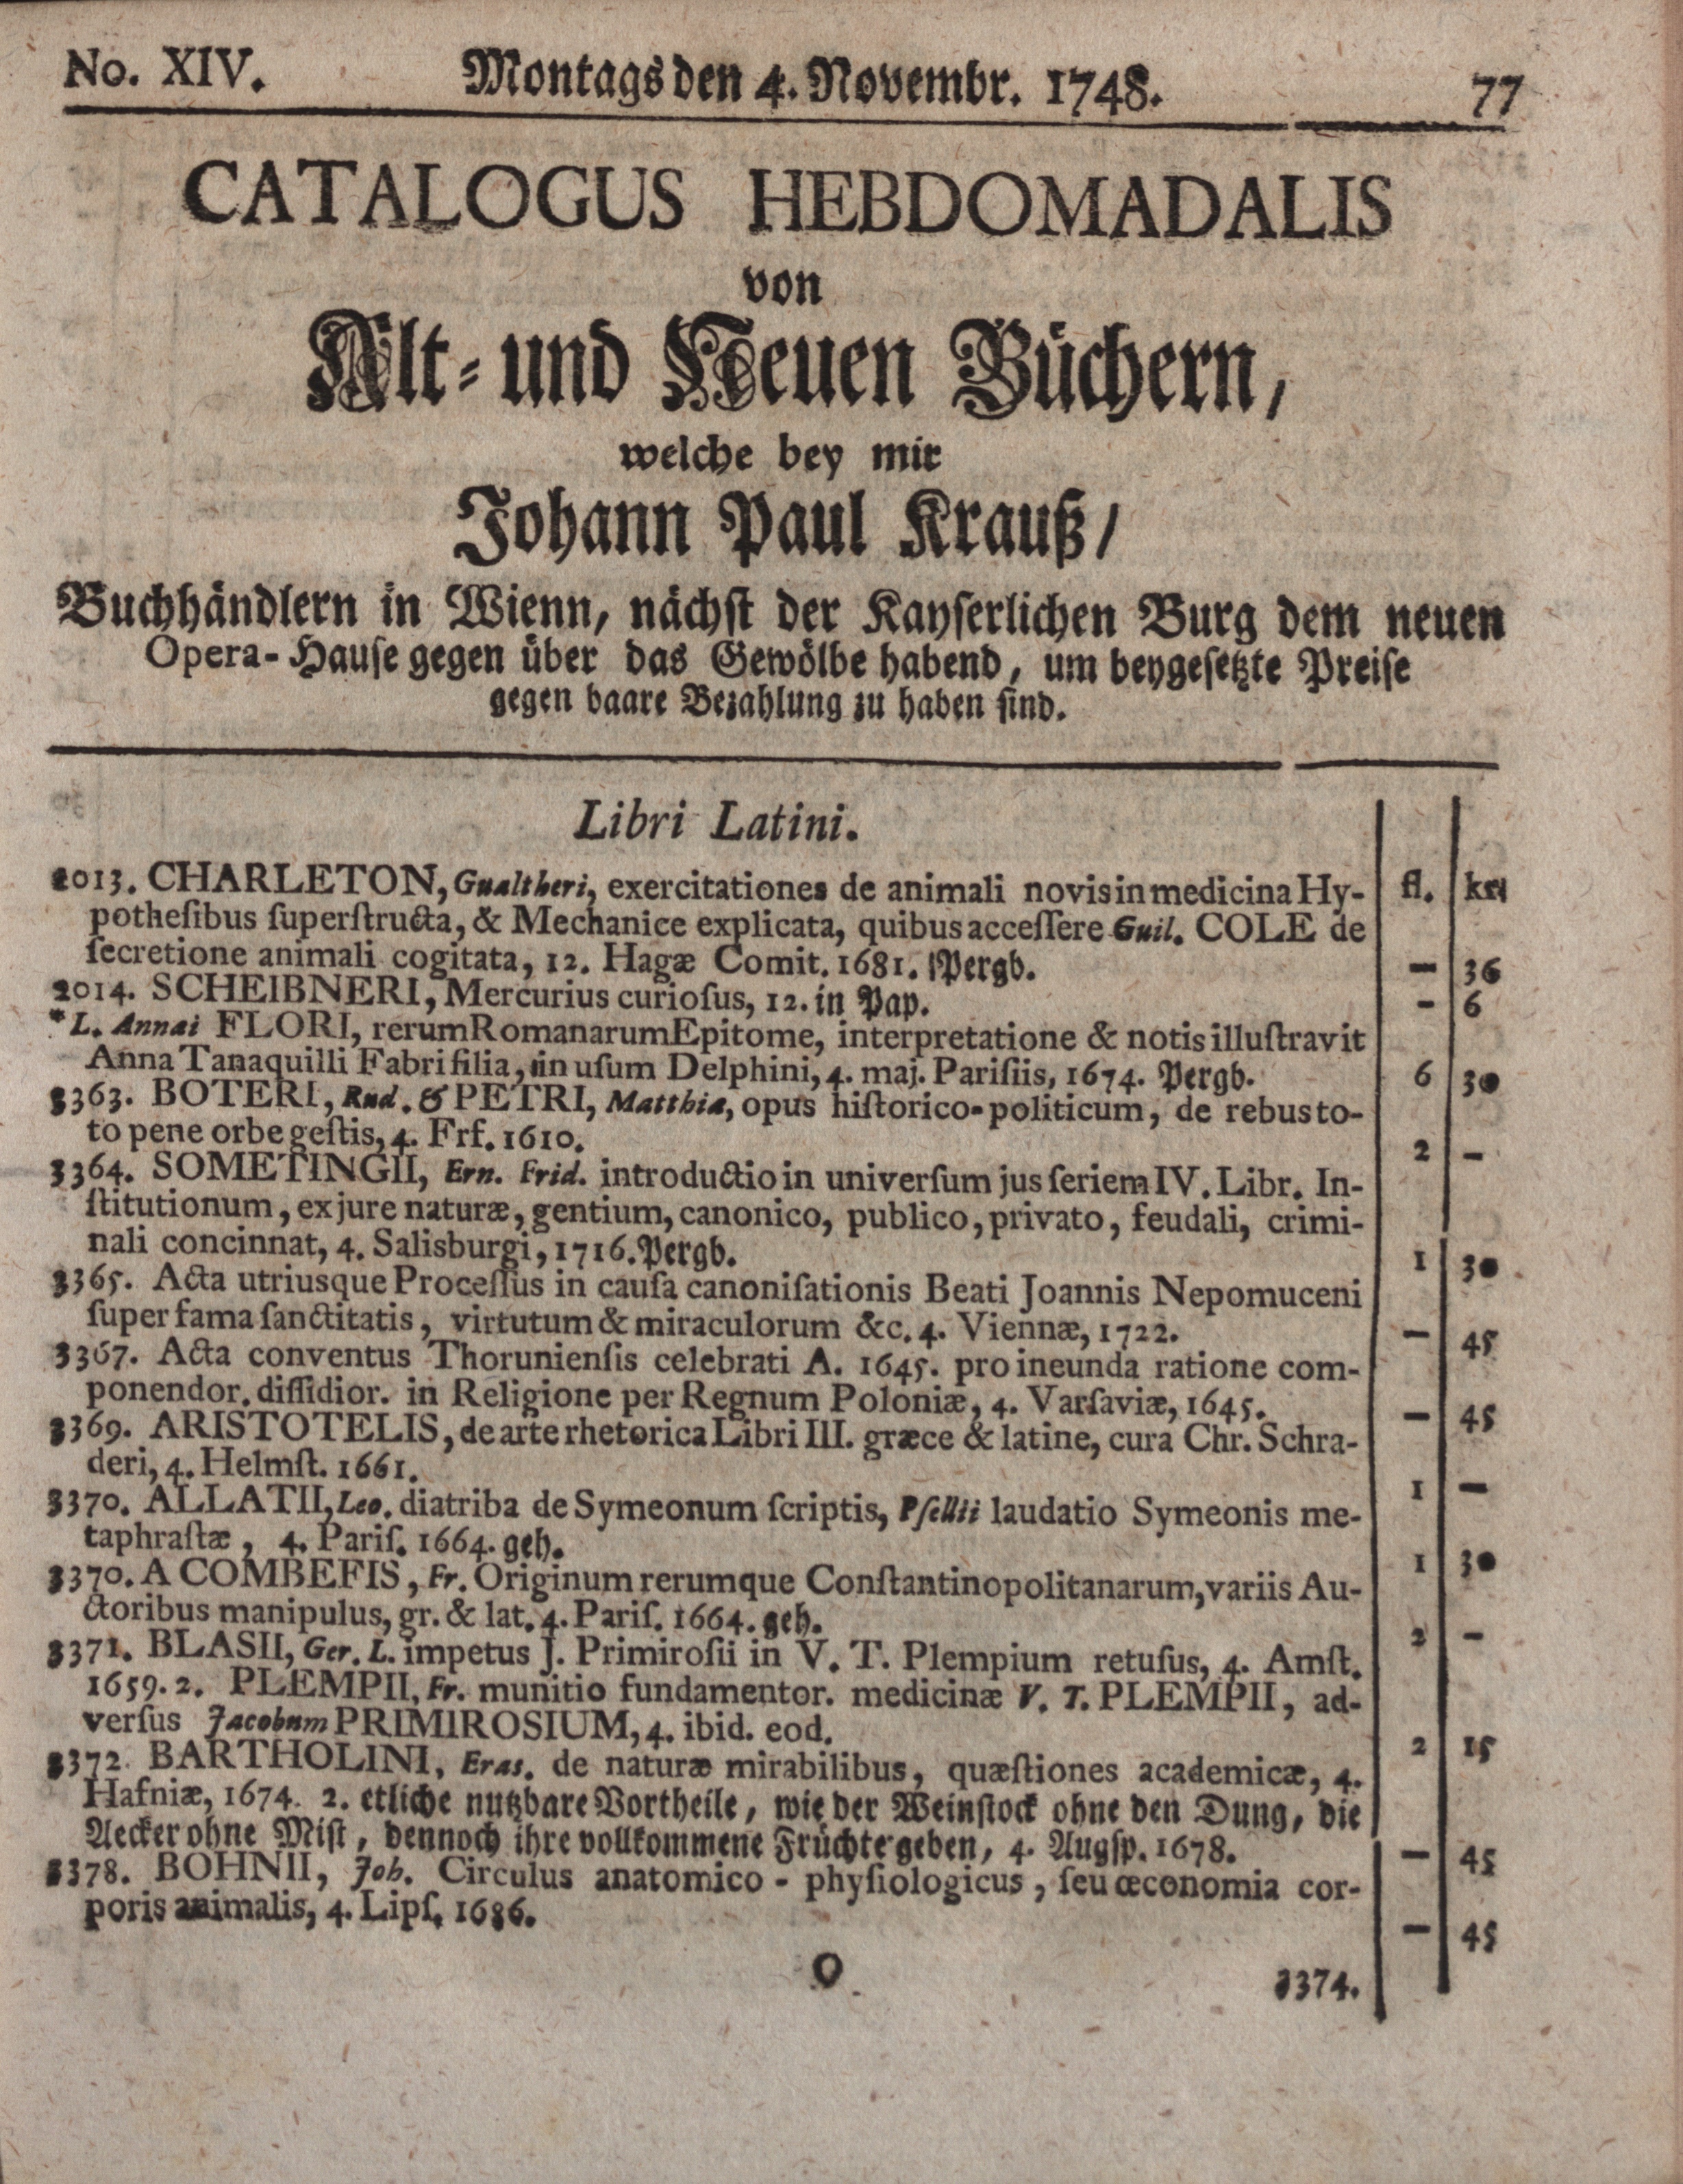 No. XIV. Montags den 4. Novembr. 1748. 77
CATALOGUS HEBDOMADALIS
von
Alt- und Neuen Büchern,
welche bey mir
Johann Paul Krauß/
Buchhändlern in Wienn, nächst der Kayserlichen Burg dem neuen
Opera-Hause gegen über das Gewölbe habend, um beygesetzte Preise
gegen baare Bezahlung zu haben sind.
Libri Latini.
2013. CHARLETON, Gualtheri, exercitationes de animali novis in medicina Hy- fl. kr.
pothesibus superstructa, & Mechanice explicata, quibus accessere Guil. COLE de
secretione animali cogitata, 12. Hagæ Comit. 1681. Pergb. — 36
2014. SCHEIBNERI, Mercurius curiosus, 12. in Pap. - 6
*L. Annai FLORI, rerum Romanarum Epitome, interpretatione & notis illustravit
Anna Tanaquilli Fabri filia, in usum Delphini, 4. maj. Parisiis, 1674. Pergb. 6 30
3363. BOTERI, Rud. & PETRI, Matthiæ, opus historico-politicum, de rebus to-
to pene orbe gestis, 4. Frf. 1610. 2 —
3364. SOMETINGII, Ern. Frid. introductio in universum jus seriem IV. Libr. In-
stitutionum, ex jure naturæ, gentium, canonico, publico, privato, feudali, crimi-
nali concinnat, 4. Salisburgi, 1716. Pergb. 1 30
3365. Acta utriusque Processus in causa canonisationis Beati Joannis Nepomuceni
super fama sanctitatis, virtutum & miraculorum &c. 4. Viennæ, 1722. — 45
3367. Acta conventus Thoruniensis celebrati A. 1645. pro ineunda ratione com-
ponendor. dissidior. in Religione per Regnum Poloniæ, 4. Varsaviæ, 1645. — 45
3369. ARISTOTELIS, de arte rhetorica Libri III. græce & latine, cura Chr. Schra-
deri, 4. Helmst. 1661. 1 —
3370. ALLATII, Leo. diatriba de Symeonum scriptis, Psellii laudatio Symeonis me-
taphrastæ, 4. Paris. 1664. geh. 1 30
3370. A COMBEFIS, Fr. Originum rerumque Constantinopolitanarum, variis Au-
ctoribus manipulus, gr. & lat. 4. Paris. 1664. geh. 2 —
3371. BLASII, Ger. L. impetus J. Primirosii in V. T. Plempium retusus, 4. Amst.
1659. 2. PLEMPII, Fr. munitio fundamentor. medicinæ V. T. PLEMPII, ad-
versus Jacobum PRIMIROSIUM, 4. ibid. eod. 2 15
3372. BARTHOLINI, Eras. de naturæ mirabilibus, quæstiones academicæ, 4.
Hafniæ, 1674. 2. etliche nutzbare Vortheile, wie der Weinstock ohne den Dung, die
Aecker ohne Mist, dennoch ihre vollkommene Früchte geben, 4. Augsp. 1678. — 45
3378. BOHNII, Joh. Circulus anatomico - physiologicus, seu œconomia cor-
poris animalis, 4. Lips. 1686. — 45
O 3374.